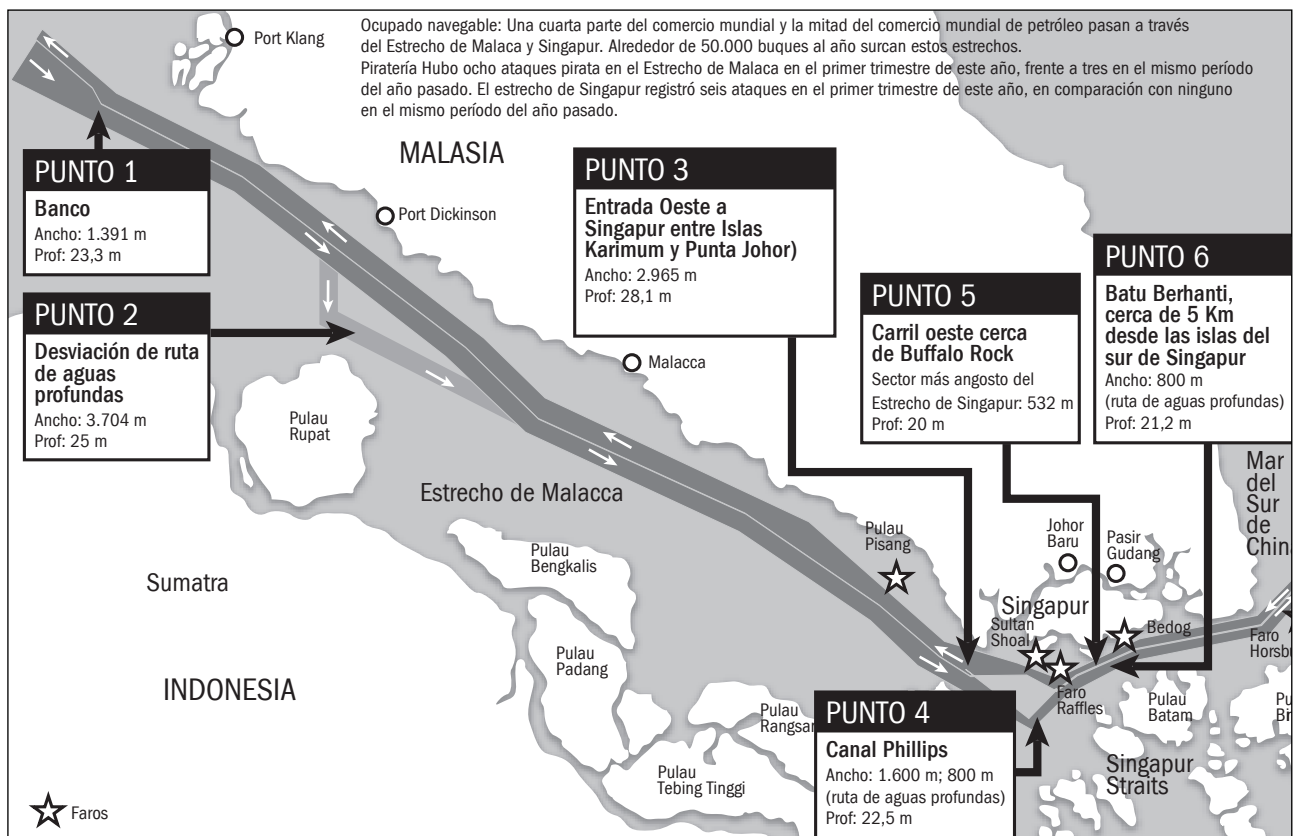 Ocupado navegable: Una cuarta parte del comercio mundial y la mitad del comercio mundial de petróleo pasan a través
del Estrecho de Malaca y Singapur. Alrededor de 50.000 buques al año surcan estos estrechos.
Piratería Hubo ocho ataques pirata en el Estrecho de Malaca en el primer trimestre de este año, frente a tres en el mismo período
del año pasado. El estrecho de Singapur registró seis ataques en el primer trimestre de este año, en comparación con ninguno
en el mismo período del año pasado.
Port Klang
MALASIA
PUNTO 1
Banco
Ancho: 1.391 m
Prof: 23,3 m
Port Dickinson
PUNTO 2
Desviación de ruta
de aguas
profundas
Ancho: 3.704 m
Prof: 25 m
PUNTO 3
Entrada Oeste a
Singapur entre Islas
Karimum y Punta Johor)
Ancho: 2.965 m
Prof: 28,1 m
PUNTO 5
Carril oeste cerca
de Buffalo Rock
Sector más angosto del
Estrecho de Singapur: 532 m
Prof: 20 m
PUNTO 6
Batu Berhanti,
cerca de 5 Km
desde las islas del
sur de Singapur
Ancho: 800 m
(ruta de aguas profundas)
Prof: 21,2 m
Malacca
Pulau
Rupat
Estrecho de Malacca
Mar
del
Sur
de
China
Pulau
Pisang
Johor
Baru
Pasir
Gudang
Pulau
Bengkalis
Sumatra
Singapur
Sultan
Shoal
Bedog
Faro
Pulau
Padang
INDONESIA
Faro
Raffles
Pulau
Batam
Pulau
PUNTO 4
Canal Phillips
Ancho: 1.600 m; 800 m
(ruta de aguas profundas)
Prof: 22,5 m
Singapur
Straits
Pulau
Tebing Tinggi
Faros